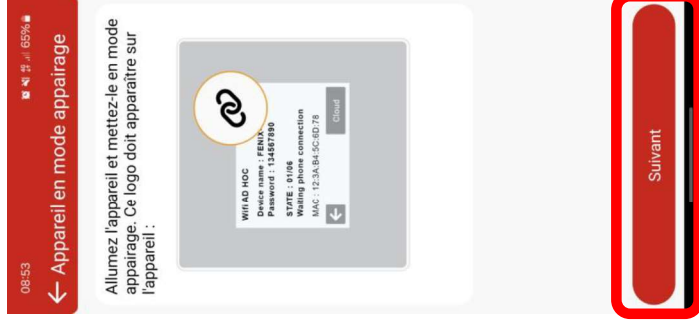 08:53
65%
← Appareil en mode appairage
Allumez l'appareil et mettez-le en mode
appairage. Ce logo doit apparaître sur
l'appareil :
Wifi AD HOC
Device name : FENIX-
Password : 134567890
STATE : 01/06
Waiting phone connection
MAC : 12:3A:B4:5C:6D:78
Cloud
Suivant